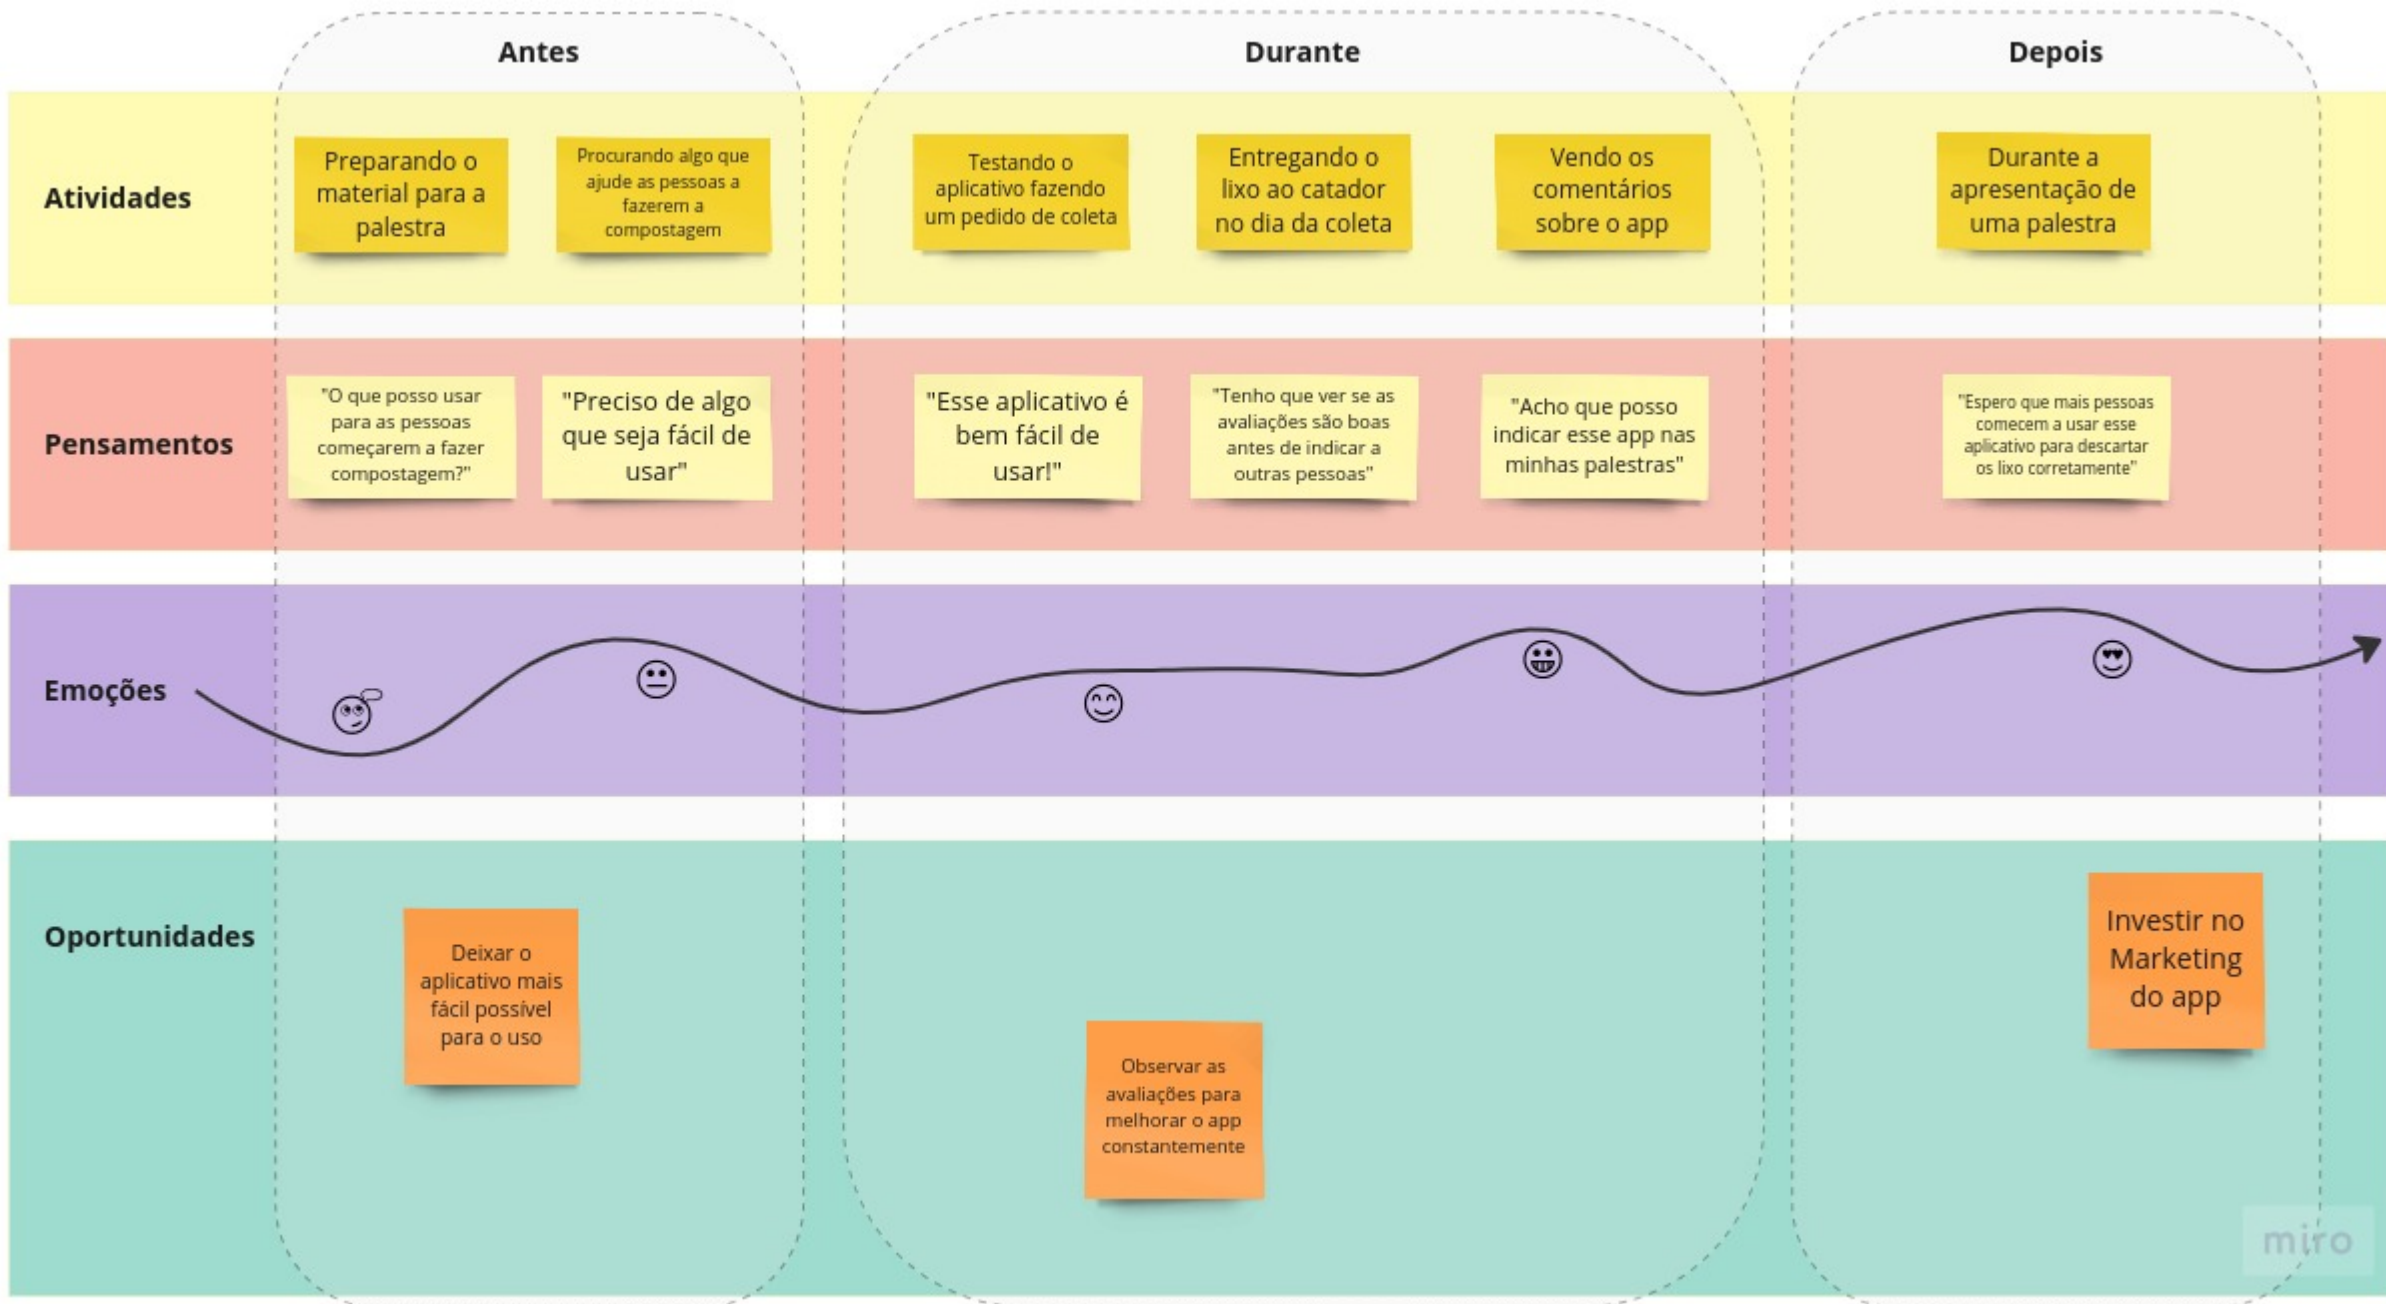 Antes
Durante
Depois
Atividades
Preparando o
material para a
palestra
Procurando algo que
ajude as pessoas a
fazerem a
compostagem
Testando o
aplicativo fazendo
um pedido de coleta
Entregando o
lixo ao catador
no dia da coleta
Vendo os
comentários
sobre o app
Durante a
apresentação de
uma palestra
Pensamentos
"O que posso usar
para as pessoas
começarem a fazer
compostagem?"
"Preciso de algo
que seja fácil de
usar"
"Esse aplicativo é
bem fácil de
usar!"
"Tenho que ver se as
avaliações são boas
antes de indicar a
outras pessoas"
"Acho que posso
indicar esse app nas
minhas palestras"
"Espero que mais pessoas
comecem a usar esse
aplicativo para descartar
os lixo corretamente"
Emoções
Oportunidades
Deixar o
aplicativo mais
fácil possível
para o uso
Observar as
avaliações para
melhorar o app
constantemente
Investir no
Marketing
do app
miro